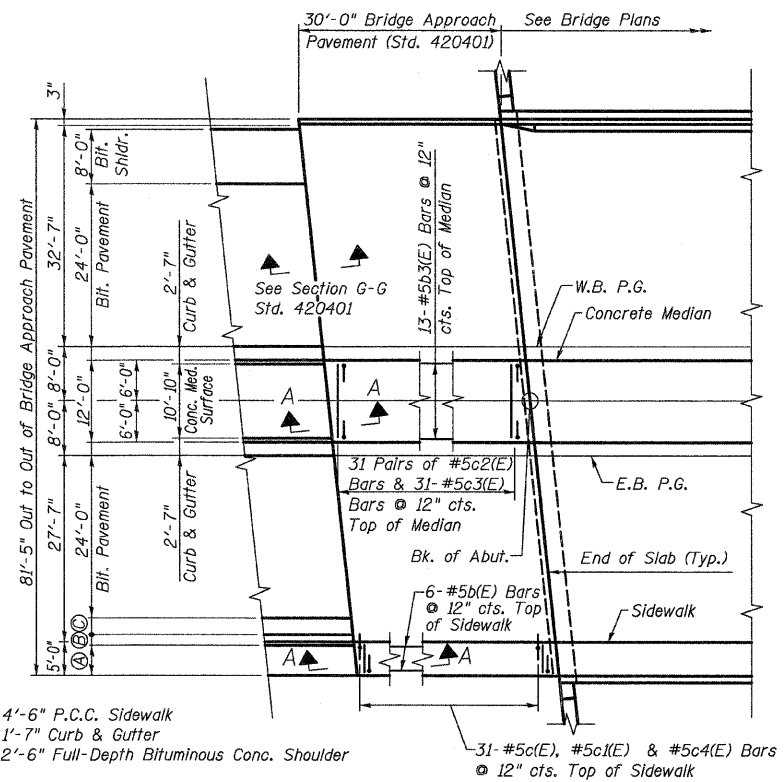 30'-0" Bridge Approach
Pavement (Std. 420401)
See Bridge Plans
3"
8'-0"
Bit.
Shldr.
81'-5" Out to Out of Bridge Approach Pavement
32'-7"
24'-0"
Bit. Pavement
2'-7"
Curb & Gutter
See Section G-G
Std. 420401
13-#5b3(E) Bars @ 12"
cts. Top of Median
W.B. P.G.
Concrete Median
8'-0"
8'-0"
12'-0"
6'-0"
6'-0"
10'-10"
Conc. Med.
Surface
A
A
27'-7"
24'-0"
Bit. Pavement
2'-7"
Curb & Gutter
31 Pairs of #5c2(E)
Bars & 31-#5c3(E)
Bars @ 12" cts.
Top of Median
E.B. P.G.
Bk. of Abut.
End of Slab (Typ.)
6-#5b(E) Bars
@ 12" cts. Top
of Sidewalk
Sidewalk
5'-0"
A
B
C
A
A
4'-6" P.C.C. Sidewalk
1'-7" Curb & Gutter
2'-6" Full-Depth Bituminous Conc. Shoulder
31-#5c(E), #5c1(E) & #5c4(E) Bars
@ 12" cts. Top of Sidewalk